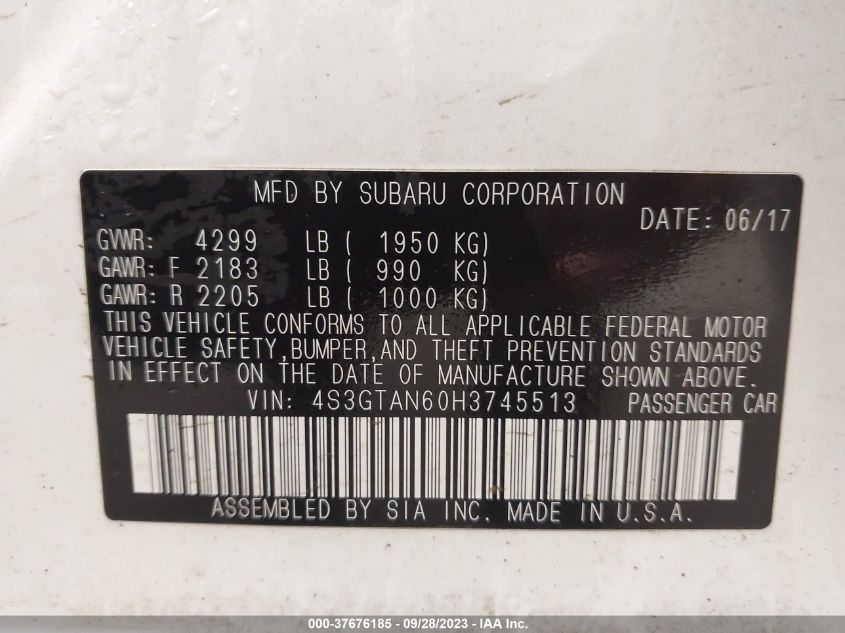 MFD BY SUBARU CORPORATION
DATE: 06/17
GVWR: 4299 LB ( 1950 KG)
GAWR: F 2183 LB ( 990 KG)
GAWR: R 2205 LB ( 1000 KG)
THIS VEHICLE CONFORMS TO ALL APPLICABLE FEDERAL MOTOR
VEHICLE SAFETY,BUMPER,AND THEFT PREVENTION STANDARDS
IN EFFECT ON THE DATE OF MANUFACTURE SHOWN ABOVE.
VIN: 4S3GTAN60H3745513 PASSENGER CAR
ASSEMBLED BY SIA INC. MADE IN U.S.A.
000-37676185 - 09/28/2023 - IAA Inc.